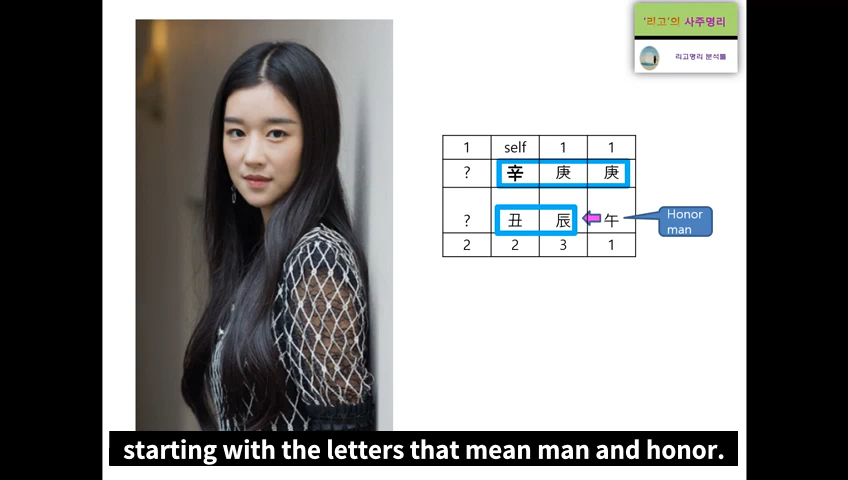 '리고'의 사주명리
리고명리 분석틀
1 self 1 1
? 辛 庚 庚
? 丑 辰 午
2 2 3 1
Honor
man
starting with the letters that mean man and honor.